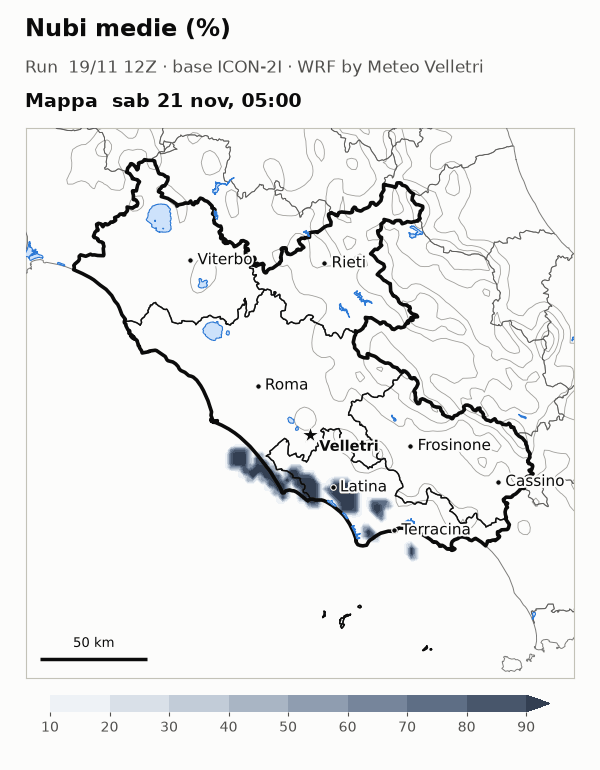 Nubi medie (%)
Run 19/11 12Z · base ICON-2I · WRF by Meteo Velletri
Mappa sab 21 nov, 05:00
Viterbo
Rieti
Roma
Velletri
Frosinone
Latina
Cassino
Terracina
50 km
10 20 30 40 50 60 70 80 90